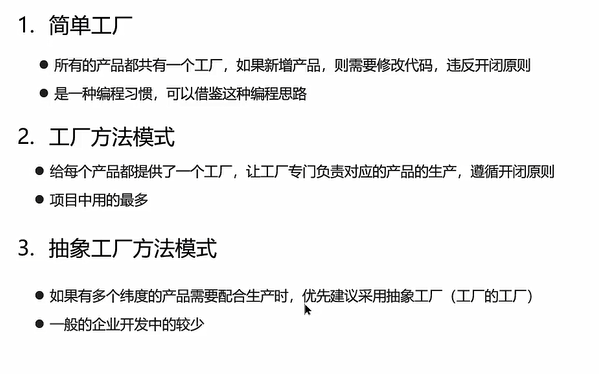 1. 简单工厂
● 所有的产品都共有一个工厂，如果新增产品，则需要修改代码，违反开闭原则
● 是一种编程习惯，可以借鉴这种编程思路
2. 工厂方法模式
● 给每个产品都提供了一个工厂，让工厂专门负责对应的产品的生产，遵循开闭原则
● 项目中用的最多
3. 抽象工厂方法模式
● 如果有多个纬度的产品需要配合生产时，优先建议采用抽象工厂（工厂的工厂）
● 一般的企业开发中的较少